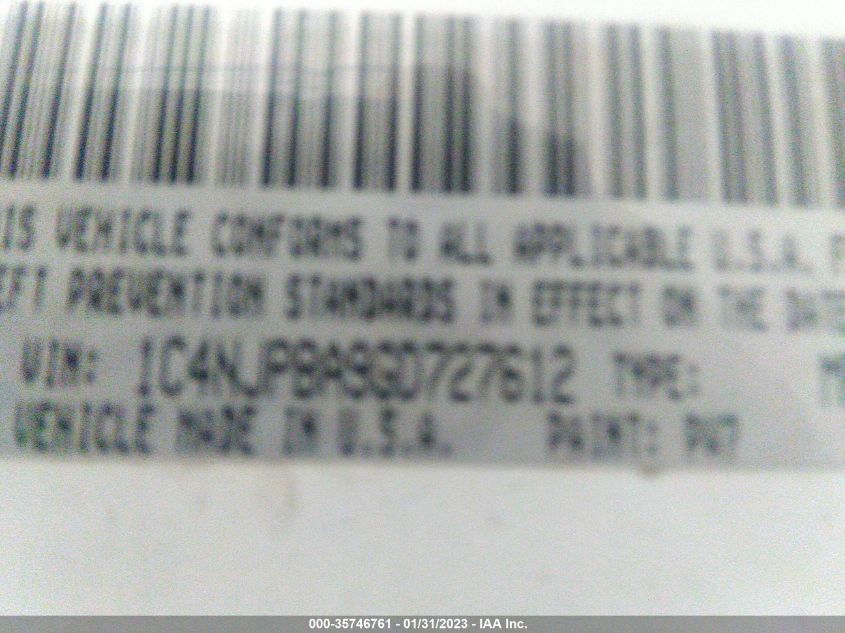 IS VEHICLE CONFORMS TO ALL APPLICABLE U.S.A. F
EFT PREVENTION STANDARDS IN EFFECT ON THE DATE
VIN: 1C4NJPBA9GD727612 TYPE: M
VEHICLE MADE IN U.S.A. PAINT: PW7
000-35746761 - 01/31/2023 - IAA Inc.